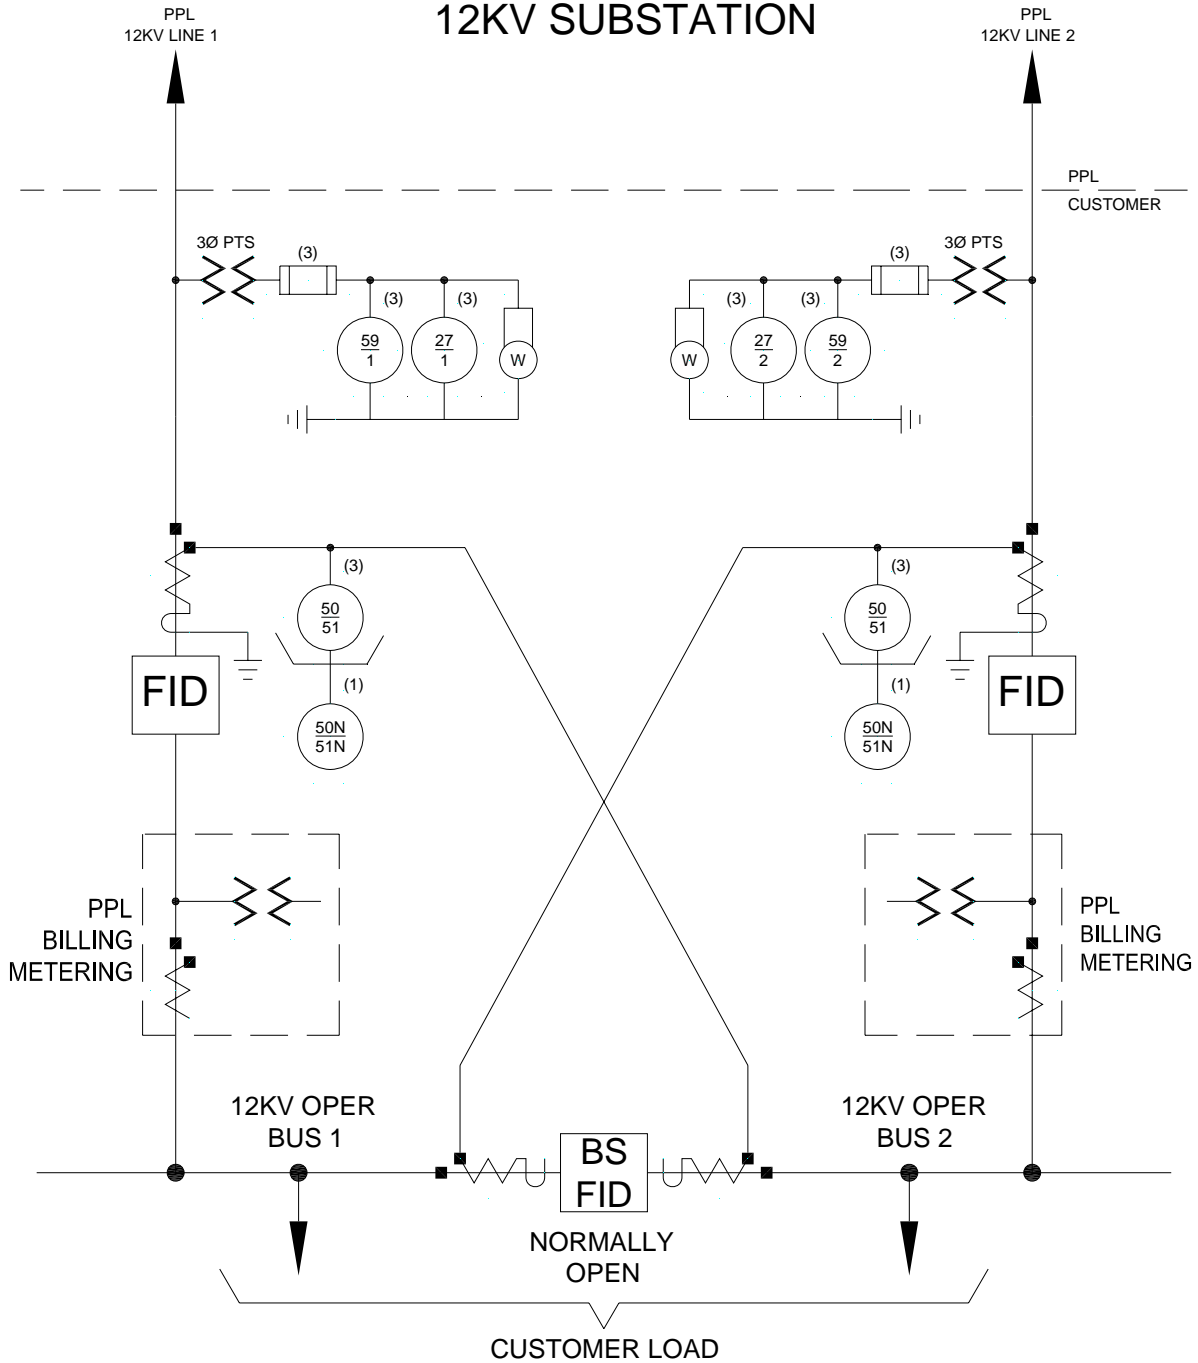 12KV SUBSTATION
PPL
12KV LINE 1
PPL
12KV LINE 2
PPL
CUSTOMER
3Ø PTS
(3)
(3)
(3)
59
1
27
1
W
(3)
3Ø PTS
(3)
(3)
W
27
2
59
2
(3)
50
51
(1)
50N
51N
FID
(3)
50
51
(1)
50N
51N
FID
PPL
BILLING
METERING
PPL
BILLING
METERING
12KV OPER
BUS 1
12KV OPER
BUS 2
BS
FID
NORMALLY
OPEN
CUSTOMER LOAD